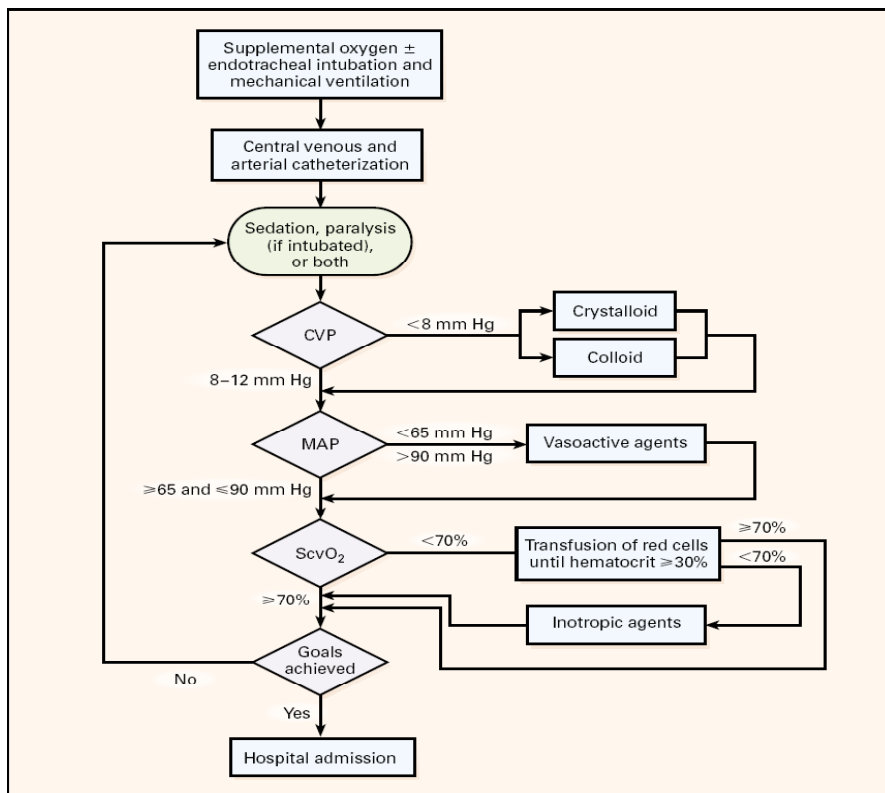 Supplemental oxygen ±
endotracheal intubation and
mechanical ventilation
Central venous and
arterial catheterization
Sedation, paralysis
(if intubated),
or both
CVP
<8 mm Hg
Crystalloid
Colloid
8–12 mm Hg
MAP
<65 mm Hg
>90 mm Hg
Vasoactive agents
≥65 and ≤90 mm Hg
ScvO₂
<70%
Transfusion of red cells
until hematocrit ≥30%
≥70%
<70%
≥70%
Inotropic agents
Goals
achieved
No
Yes
Hospital admission